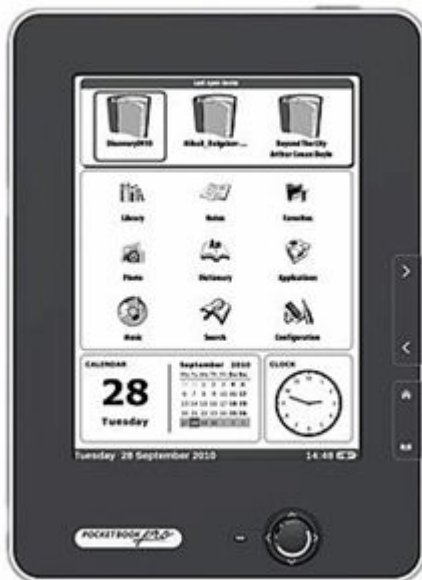 Last open books
Discovery0910
Beyond The City
Arthur Conan Doyle
Library
Notes
Favorites
Photo
Dictionary
Applications
Music
Search
Configuration
CALENDAR
September 2010
CLOCK
28
Tuesday
Tuesday 28 September 2010
14:48
POCKETBOOK pro